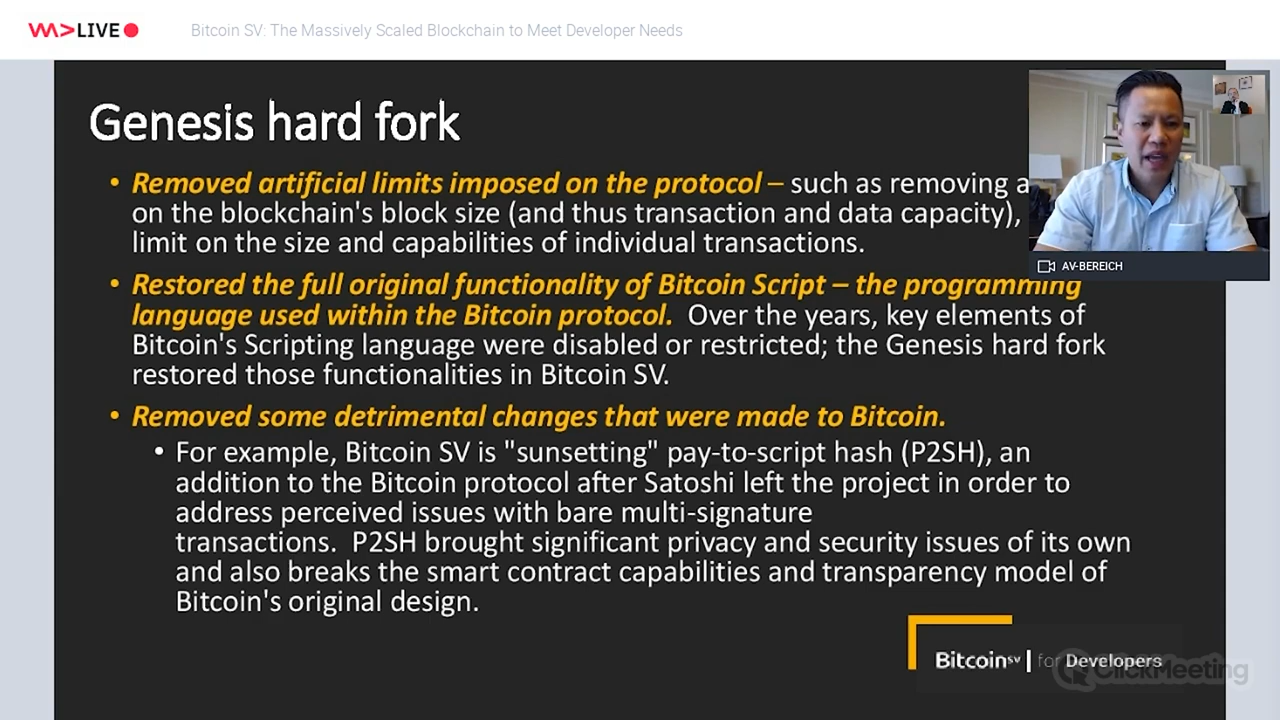 VM>LIVE
Bitcoin SV: The Massively Scaled Blockchain to Meet Developer Needs
Genesis hard fork
• Removed artificial limits imposed on the protocol – such as removing a
on the blockchain's block size (and thus transaction and data capacity),
limit on the size and capabilities of individual transactions.
• Restored the full original functionality of Bitcoin Script – the programming
language used within the Bitcoin protocol. Over the years, key elements of
Bitcoin's Scripting language were disabled or restricted; the Genesis hard fork
restored those functionalities in Bitcoin SV.
• Removed some detrimental changes that were made to Bitcoin.
• For example, Bitcoin SV is "sunsetting" pay-to-script hash (P2SH), an
addition to the Bitcoin protocol after Satoshi left the project in order to
address perceived issues with bare multi-signature
transactions. P2SH brought significant privacy and security issues of its own
and also breaks the smart contract capabilities and transparency model of
Bitcoin's original design.
AV-BEREICH
Bitcoin SV | for Developers
ClickMeeting